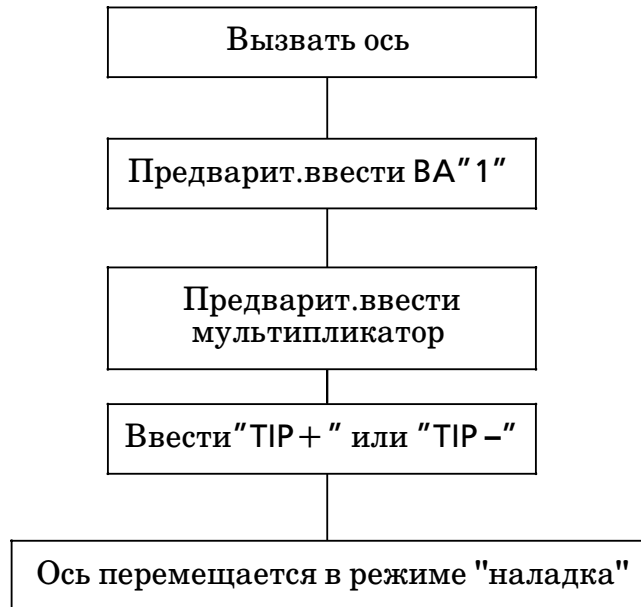 Вызвать ось
Предварит.ввести BA"1"
Предварит.ввести
мультипликатор
Ввести"TIP+" или "TIP–"
Ось перемещается в режиме "наладка"